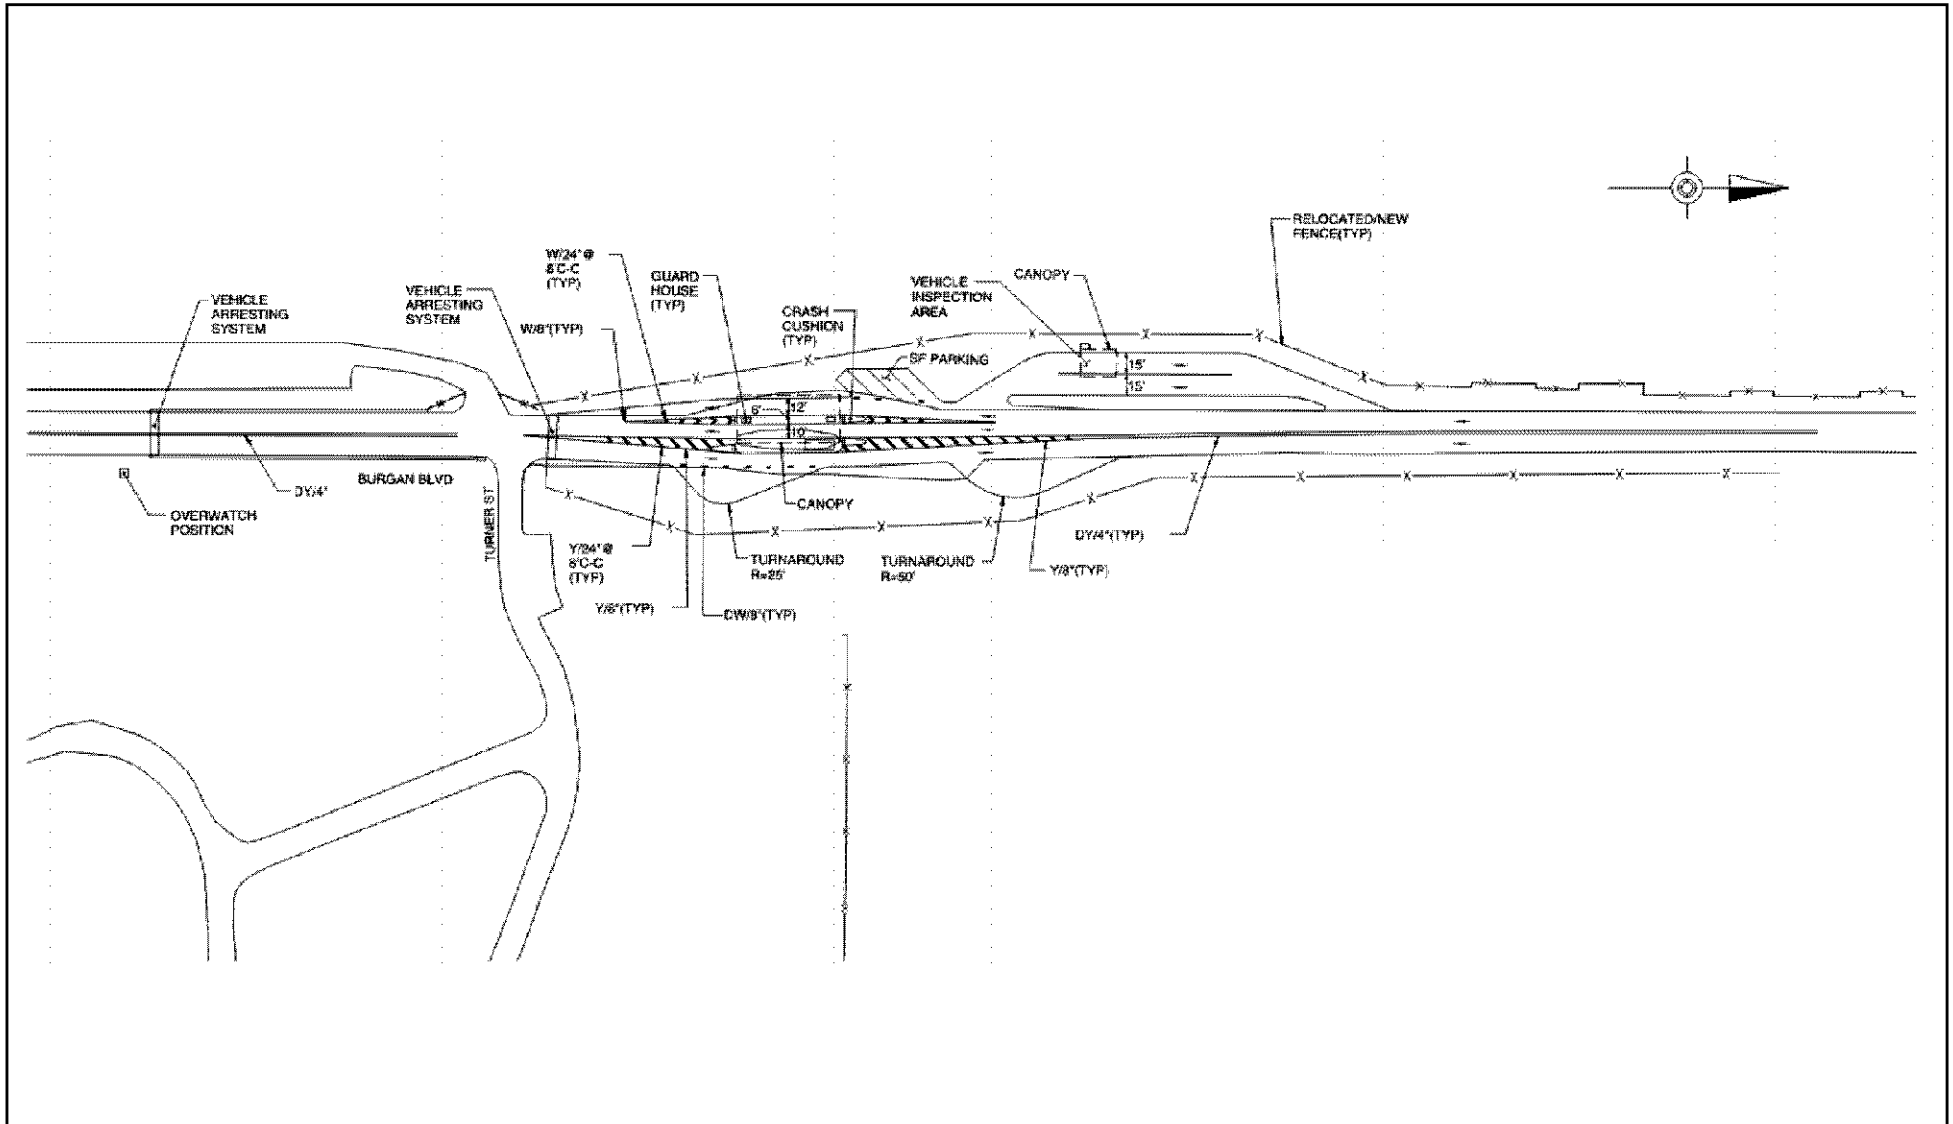 RELOCATED/NEW
FENCE(TYP)
W/24" @
8'C-C
(TYP)
GUARD
HOUSE
(TYP)
VEHICLE
INSPECTION
AREA
CANOPY
VEHICLE
ARRESTING
SYSTEM
VEHICLE
ARRESTING
SYSTEM
CRASH
CUSHION
(TYP)
W/8"(TYP)
SF PARKING
15'
15'
6'
12'
10'
DY/4"
BURGAN BLVD
OVERWATCH
POSITION
TURNER ST
CANOPY
Y/24" @
8'C-C
(TYP)
TURNAROUND
R=25'
TURNAROUND
R=50'
DY/4"(TYP)
Y/8"(TYP)
DW/8"(TYP)